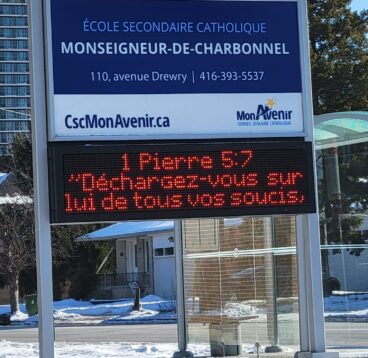 ÉCOLE SECONDAIRE CATHOLIQUE
MONSEIGNEUR-DE-CHARBONNEL
110, avenue Drewry | 416-393-5537
CscMonAvenir.ca
MonAvenir
CONSEIL SCOLAIRE CATHOLIQUE
1 Pierre 5:7
"Déchargez-vous sur
lui de tous vos soucis,